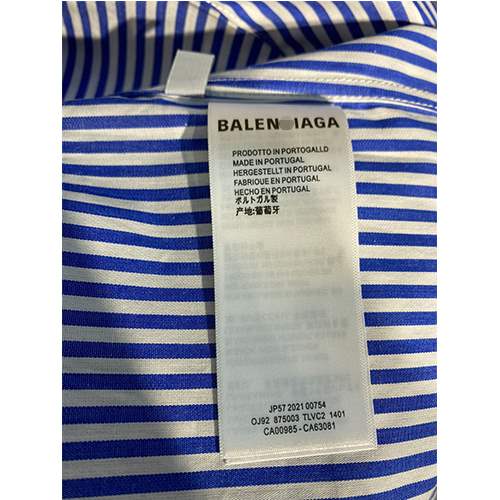 BALENCIAGA
PRODOTTO IN PORTOGALLD
MADE IN PORTUGAL
HERGESTELLT IN PORTUGAL
FABRIQUE EN PORTUGAL
HECHO EN PORTUGAL
ポルトガル製
产地:葡萄牙
JP57 2021 00754
OJ92 875003 TLVC2 1401
CA00985 - CA63081